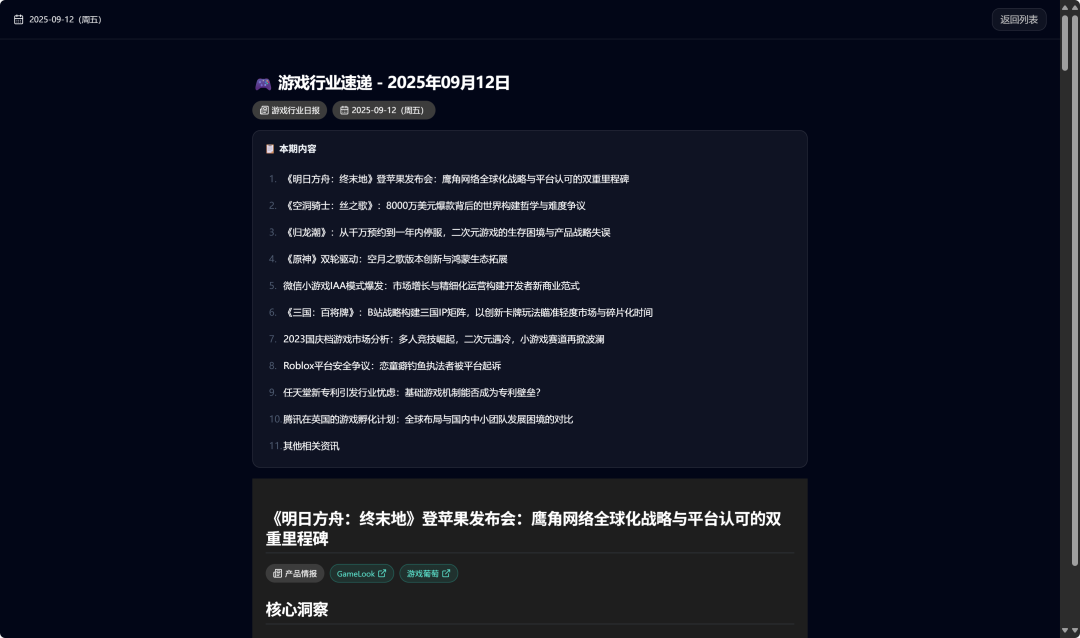 2025-09-12（周五）
返回列表
游戏行业速递 - 2025年09月12日
游戏行业日报
2025-09-12（周五）
本期内容
1. 《明日方舟：终末地》登苹果发布会：鹰角网络全球化战略与平台认可的双重里程碑
2. 《空洞骑士：丝之歌》：8000万美元爆款背后的世界构建哲学与难度争议
3. 《归龙潮》：从千万预约到一年内停服，二次元游戏的生存困境与产品战略失误
4. 《原神》双轮驱动：空月之歌版本创新与鸿蒙生态拓展
5. 微信小游戏IAA模式爆发：市场增长与精细化运营构建开发者新商业范式
6. 《三国：百将牌》：B站战略构建三国IP矩阵，以创新卡牌玩法瞄准轻度市场与碎片化时间
7. 2023国庆档游戏市场分析：多人竞技崛起，二次元遇冷，小游戏赛道再掀波澜
8. Roblox平台安全争议：恋童癖钓鱼执法者被平台起诉
9. 任天堂新专利引发行业忧虑：基础游戏机制能否成为专利壁垒？
10. 腾讯在英国的游戏孵化计划：全球布局与国内中小团队发展困境的对比
11. 其他相关资讯
《明日方舟：终末地》登苹果发布会：鹰角网络全球化战略与平台认可的双
重里程碑
产品情报
GameLook
游戏葡萄
核心洞察